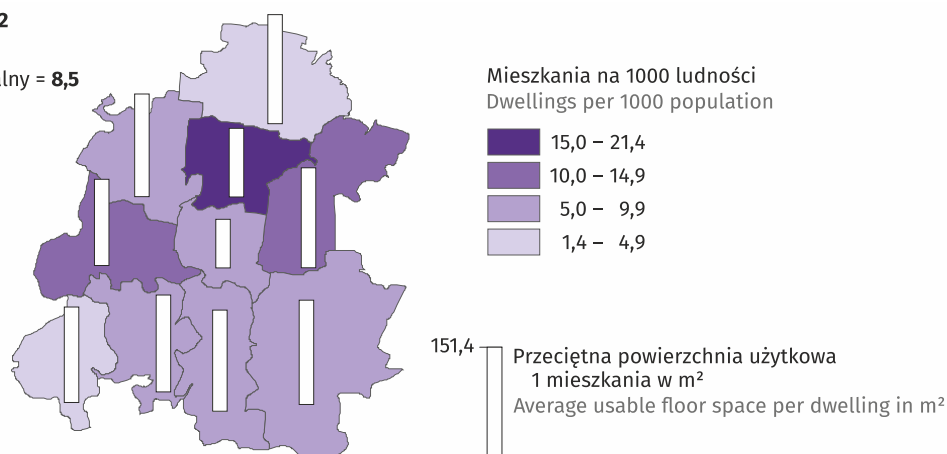 2
alny = 8,5
Mieszkania na 1000 ludności
Dwellings per 1000 population
15,0 – 21,4
10,0 – 14,9
5,0 – 9,9
1,4 – 4,9
151,4
Przeciętna powierzchnia użytkowa
1 mieszkania w m²
Average usable floor space per dwelling in m²